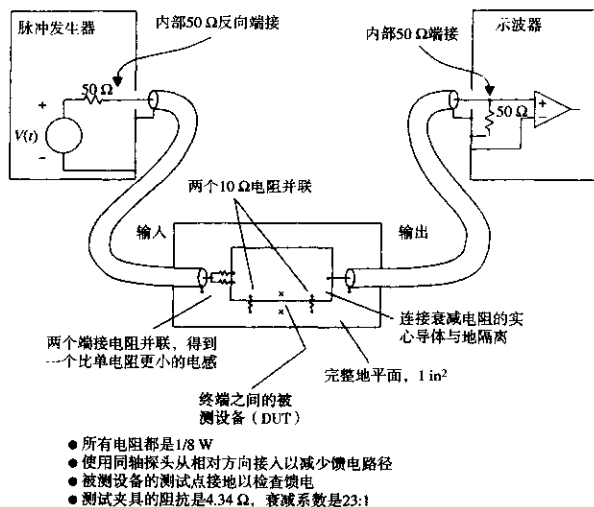 脉冲发生器
内部50 Ω反向端接
内部50 Ω端接
示波器
50 Ω
+
V(t)
-
+
-
50 Ω
两个10 Ω电阻并联
输入
输出
×
×
两个端接电阻并联，得到
一个比单电阻更小的电感
连接衰减电阻的实
心导体与地隔离
完整地平面，1 in²
终端之间的被
测设备（DUT）
● 所有电阻都是1/8 W
● 使用同轴探头从相对方向接入以减少馈电路径
● 被测设备的测试点接地以检查馈电
● 测试夹具的阻抗是4.34 Ω，衰减系数是23:1